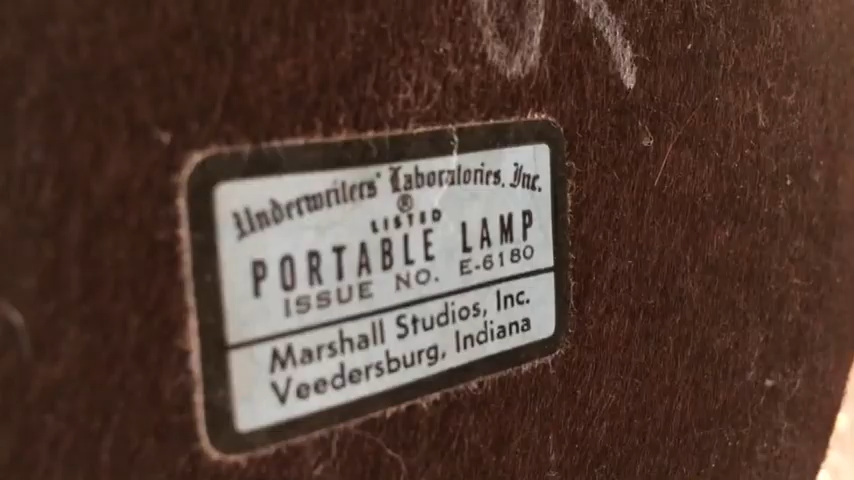 Underwriters' Laboratories, Inc.
®
LISTED
PORTABLE LAMP
ISSUE NO. E-6180
Marshall Studios, Inc.
Veedersburg, Indiana